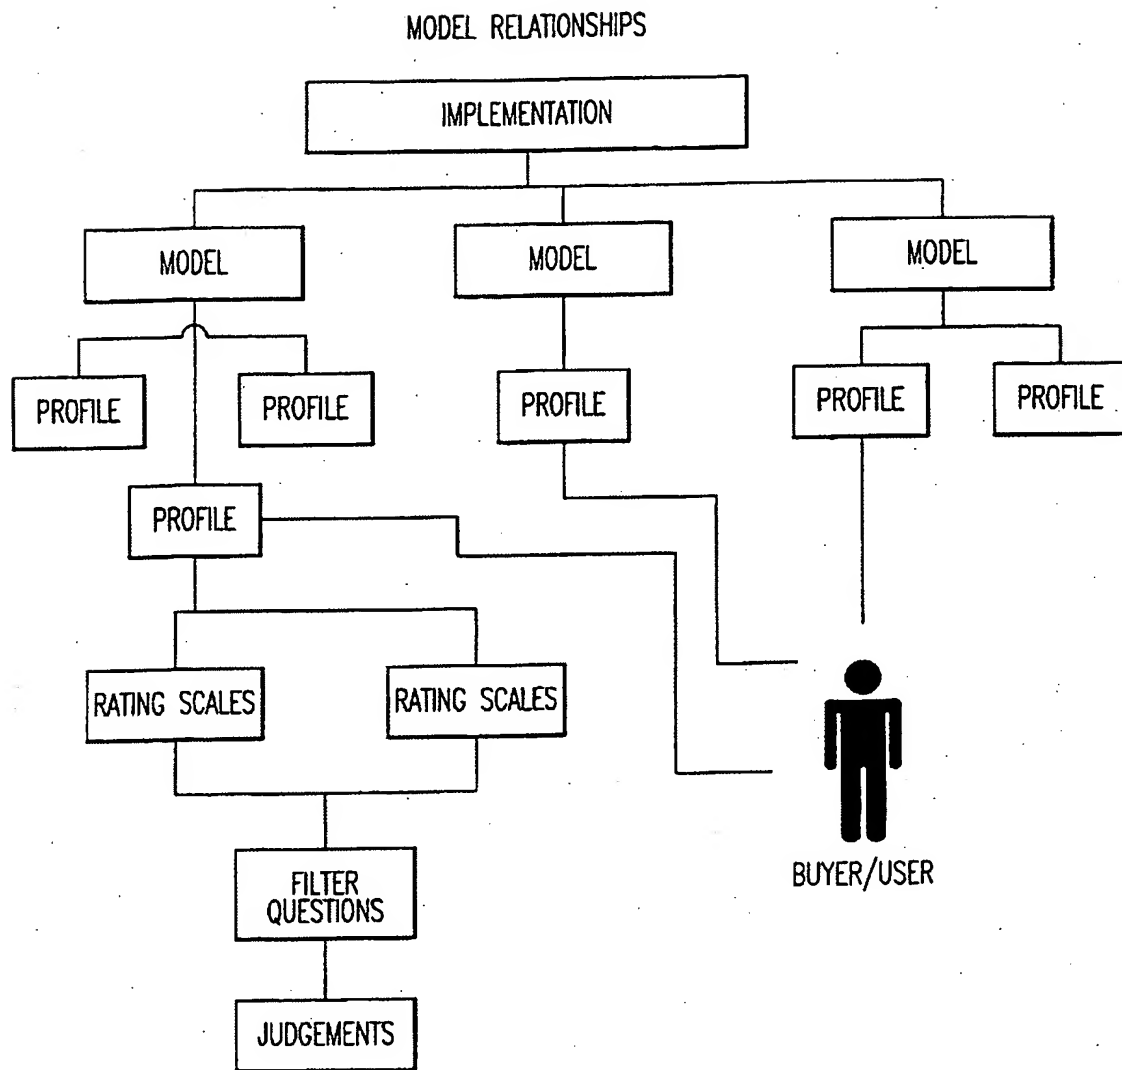 MODEL RELATIONSHIPS
IMPLEMENTATION
MODEL
MODEL
MODEL
PROFILE
PROFILE
PROFILE
PROFILE
PROFILE
PROFILE
RATING SCALES
RATING SCALES
FILTER
QUESTIONS
BUYER/USER
JUDGEMENTS